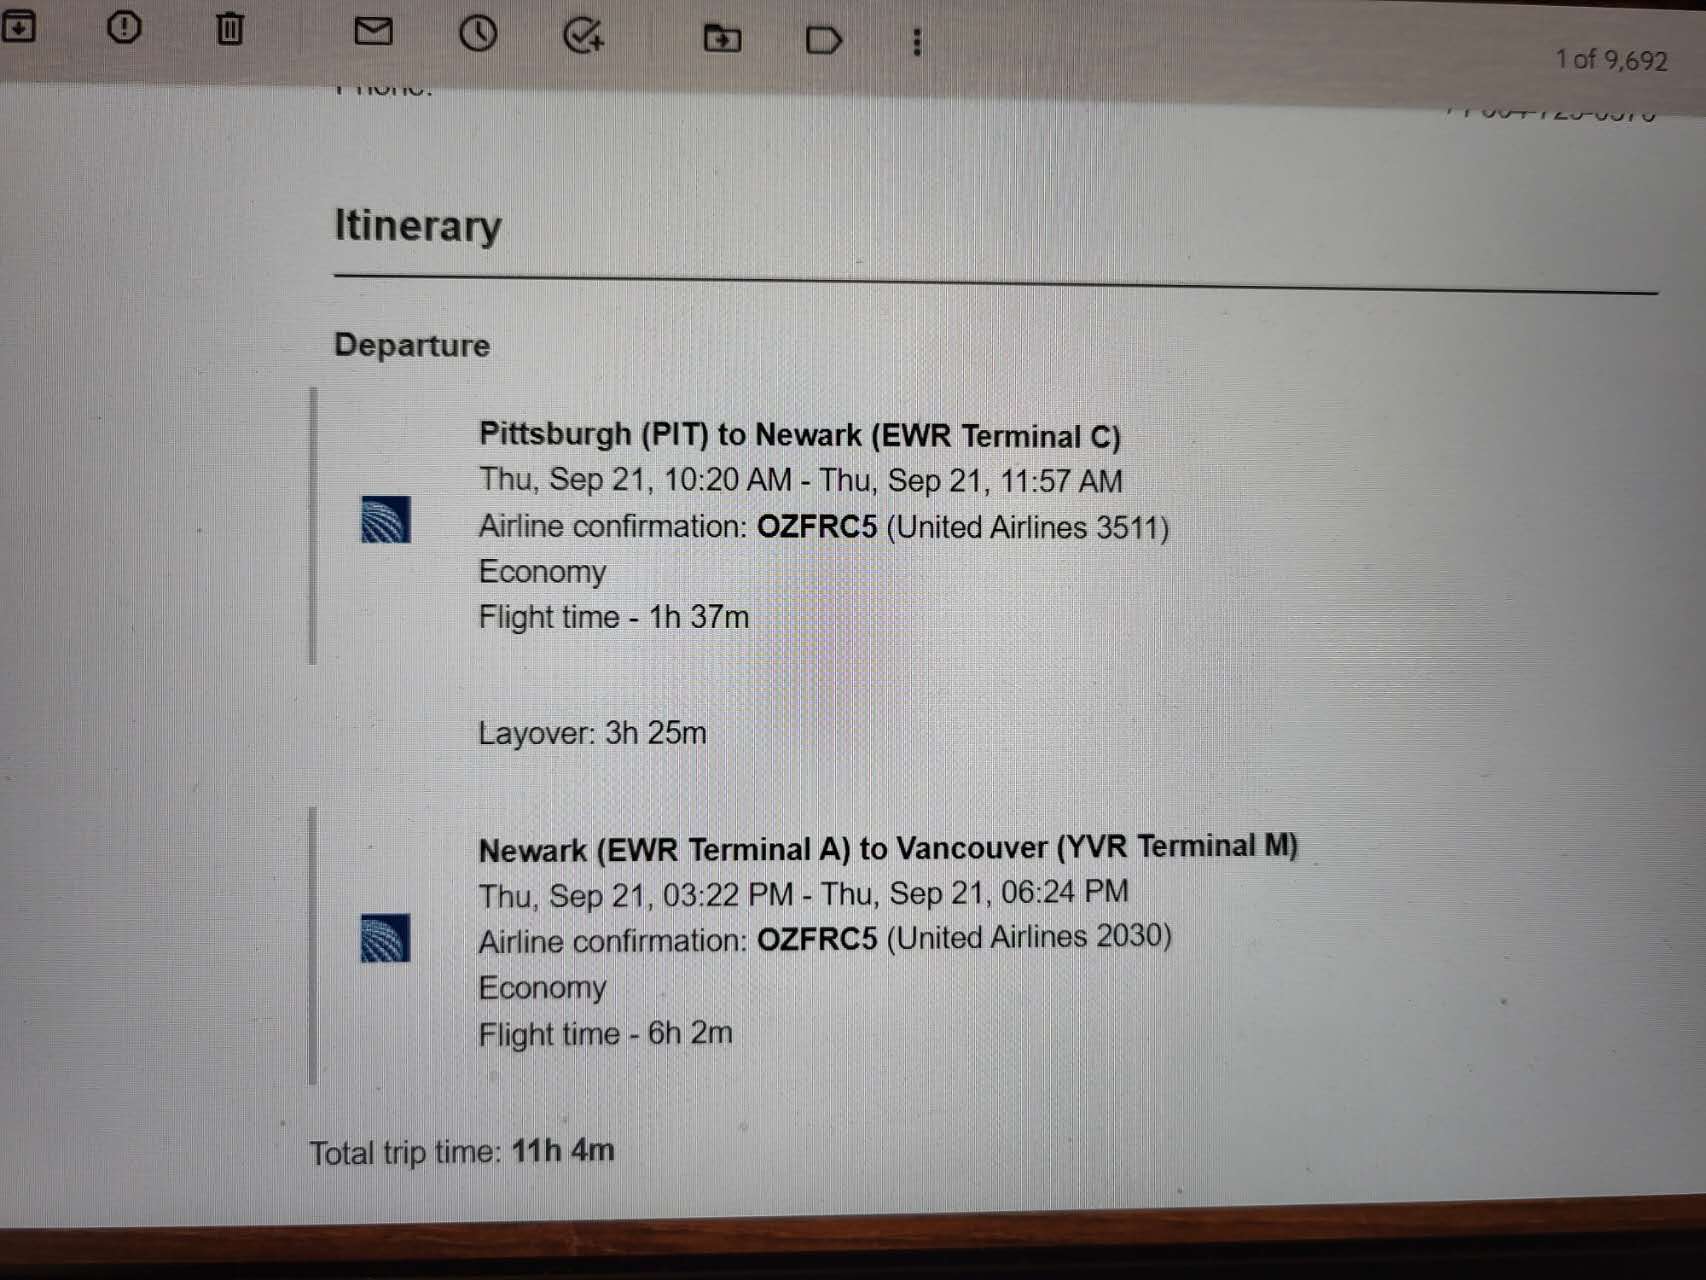 1 of 9,692
Itinerary
Departure
Pittsburgh (PIT) to Newark (EWR Terminal C)
Thu, Sep 21, 10:20 AM - Thu, Sep 21, 11:57 AM
Airline confirmation: OZFRC5 (United Airlines 3511)
Economy
Flight time - 1h 37m
Layover: 3h 25m
Newark (EWR Terminal A) to Vancouver (YVR Terminal M)
Thu, Sep 21, 03:22 PM - Thu, Sep 21, 06:24 PM
Airline confirmation: OZFRC5 (United Airlines 2030)
Economy
Flight time - 6h 2m
Total trip time: 11h 4m